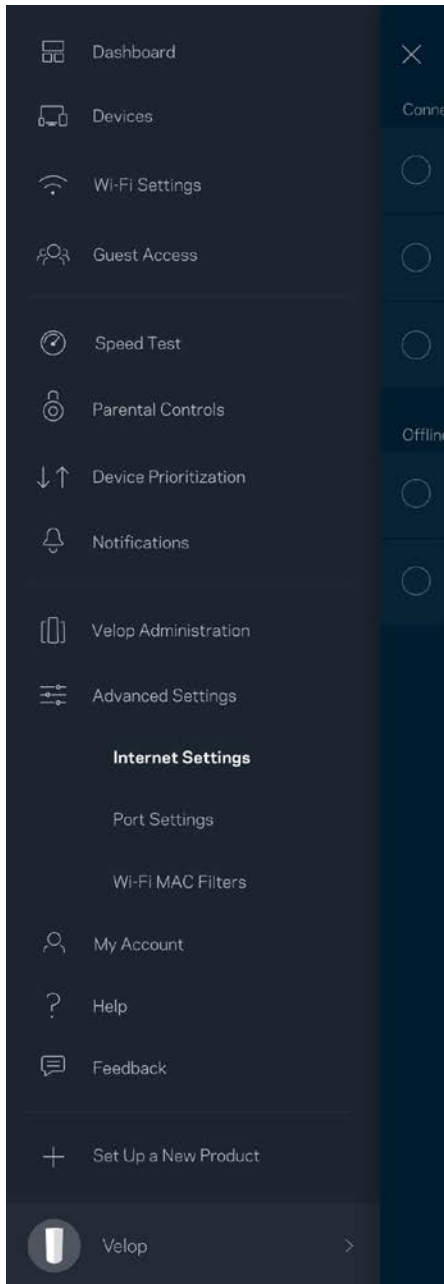 Dashboard
Devices
Wi-Fi Settings
Guest Access
Speed Test
Parental Controls
Device Prioritization
Notifications
Velop Administration
Advanced Settings
Internet Settings
Port Settings
Wi-Fi MAC Filters
My Account
Help
Feedback
Set Up a New Product
Velop